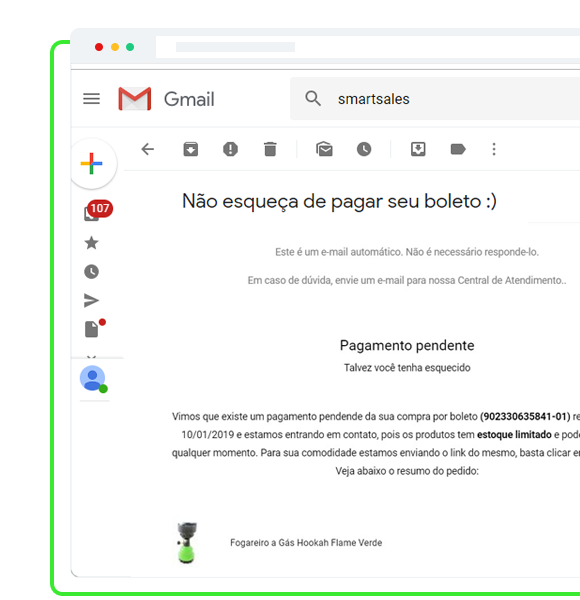 Gmail
smartsales
Não esqueça de pagar seu boleto :)
107
Este é um e-mail automático. Não é necessário responde-lo.
Em caso de dúvida, envie um e-mail para nossa Central de Atendimento..
Pagamento pendente
Talvez você tenha esquecido
Vimos que existe um pagamento pendende da sua compra por boleto (902330635841-01) re
10/01/2019 e estamos entrando em contato, pois os produtos tem estoque limitado e pod
qualquer momento. Para sua comodidade estamos enviando o link do mesmo, basta clicar e
Veja abaixo o resumo do pedido:
Fogareiro a Gás Hookah Flame Verde